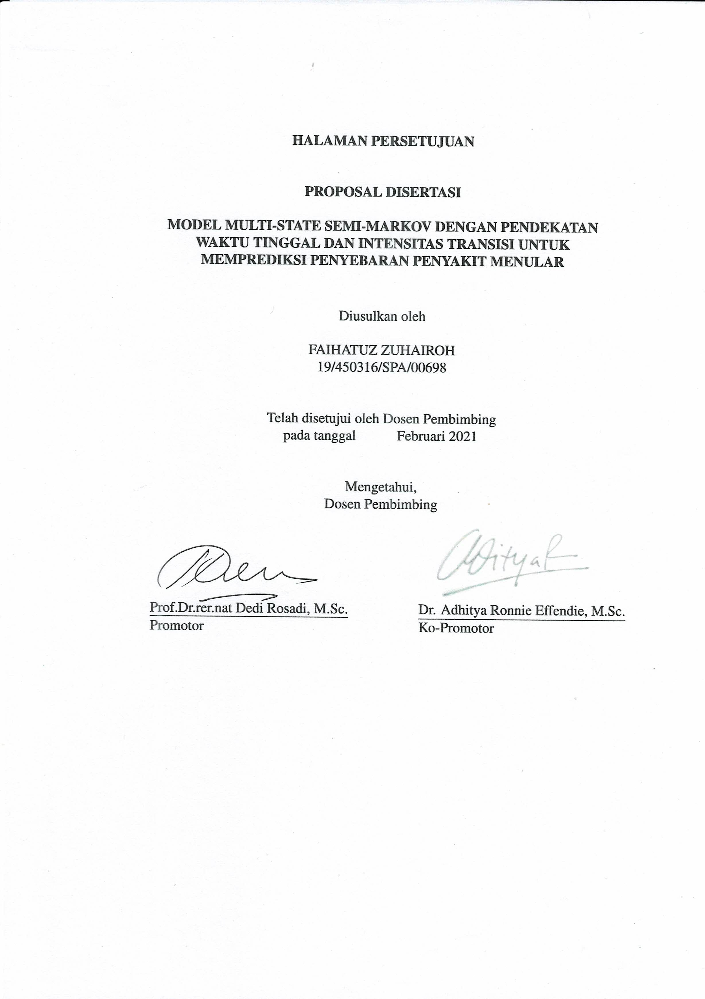 HALAMAN PERSETUJUAN
PROPOSAL DISERTASI
MODEL MULTI-STATE SEMI-MARKOV DENGAN PENDEKATAN
WAKTU TINGGAL DAN INTENSITAS TRANSISI UNTUK
MEMPREDIKSI PENYEBARAN PENYAKIT MENULAR
Diusulkan oleh
FAIHATUZ ZUHAIROH
19/450316/SPA/00698
Telah disetujui oleh Dosen Pembimbing
pada tanggal Februari 2021
Mengetahui,
Dosen Pembimbing
Prof.Dr.rer.nat Dedi Rosadi, M.Sc.
Promotor
Dr. Adhitya Ronnie Effendie, M.Sc.
Ko-Promotor